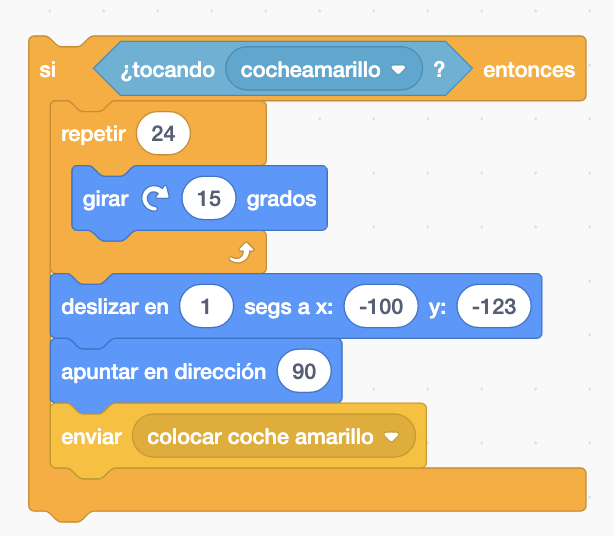 si ¿tocando cocheamarillo ? entonces
repetir 24
girar 15 grados
deslizar en 1 segs a x: -100 y: -123
apuntar en dirección 90
enviar colocar coche amarillo